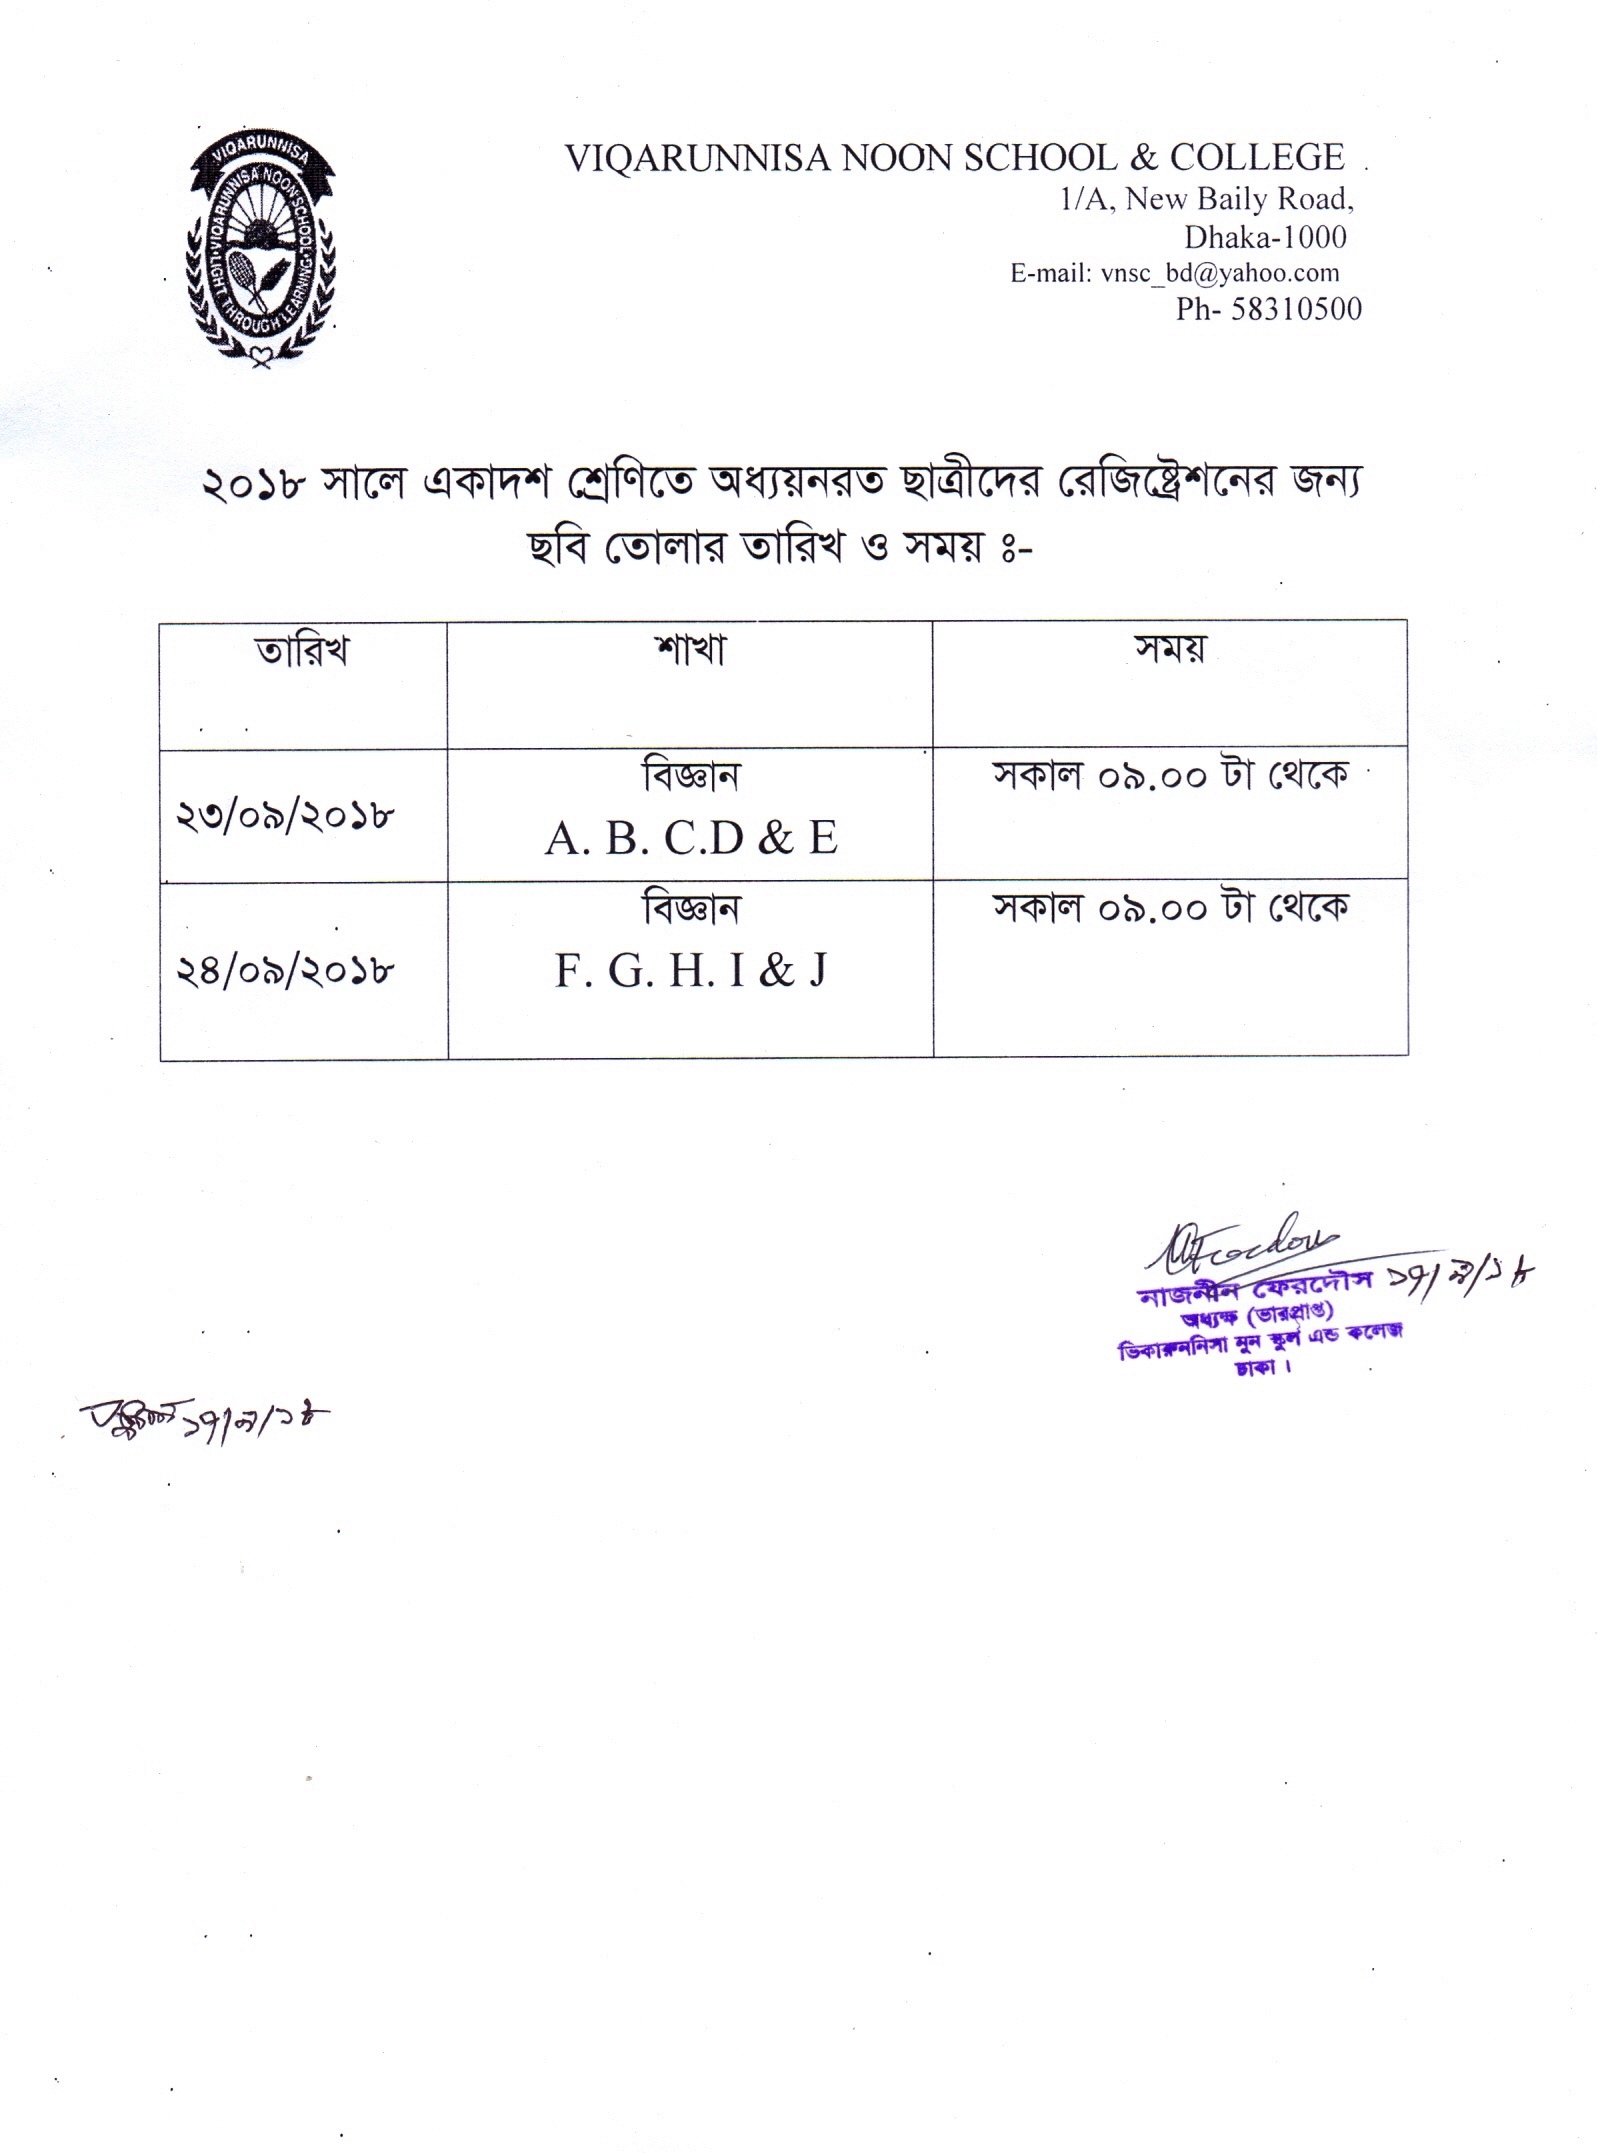 VIQARUNNISA
VIQARUNNISA NOON SCHOOL
LIGHT THROUGH LEARNING
VIQARUNNISA NOON SCHOOL & COLLEGE
1/A, New Baily Road,
Dhaka-1000
E-mail: vnsc_bd@yahoo.com
Ph- 58310500
২০১৮ সালে একাদশ শ্রেণিতে অধ্যয়নরত ছাত্রীদের রেজিষ্ট্রেশনের জন্য
ছবি তোলার তারিখ ও সময় ঃ-
তারিখ শাখা সময়
২৩/০৯/২০১৮ বিজ্ঞান সকাল ০৯.০০ টা থেকে
A. B. C.D & E
২৪/০৯/২০১৮ বিজ্ঞান সকাল ০৯.০০ টা থেকে
F. G. H. I & J
নাজনীন ফেরদৌস ১৭/৯/১৮
অধ্যক্ষ (ভারপ্রাপ্ত)
ভিকারুননিসা নূন স্কুল এন্ড কলেজ
ঢাকা ।
১৭/৯/১৮